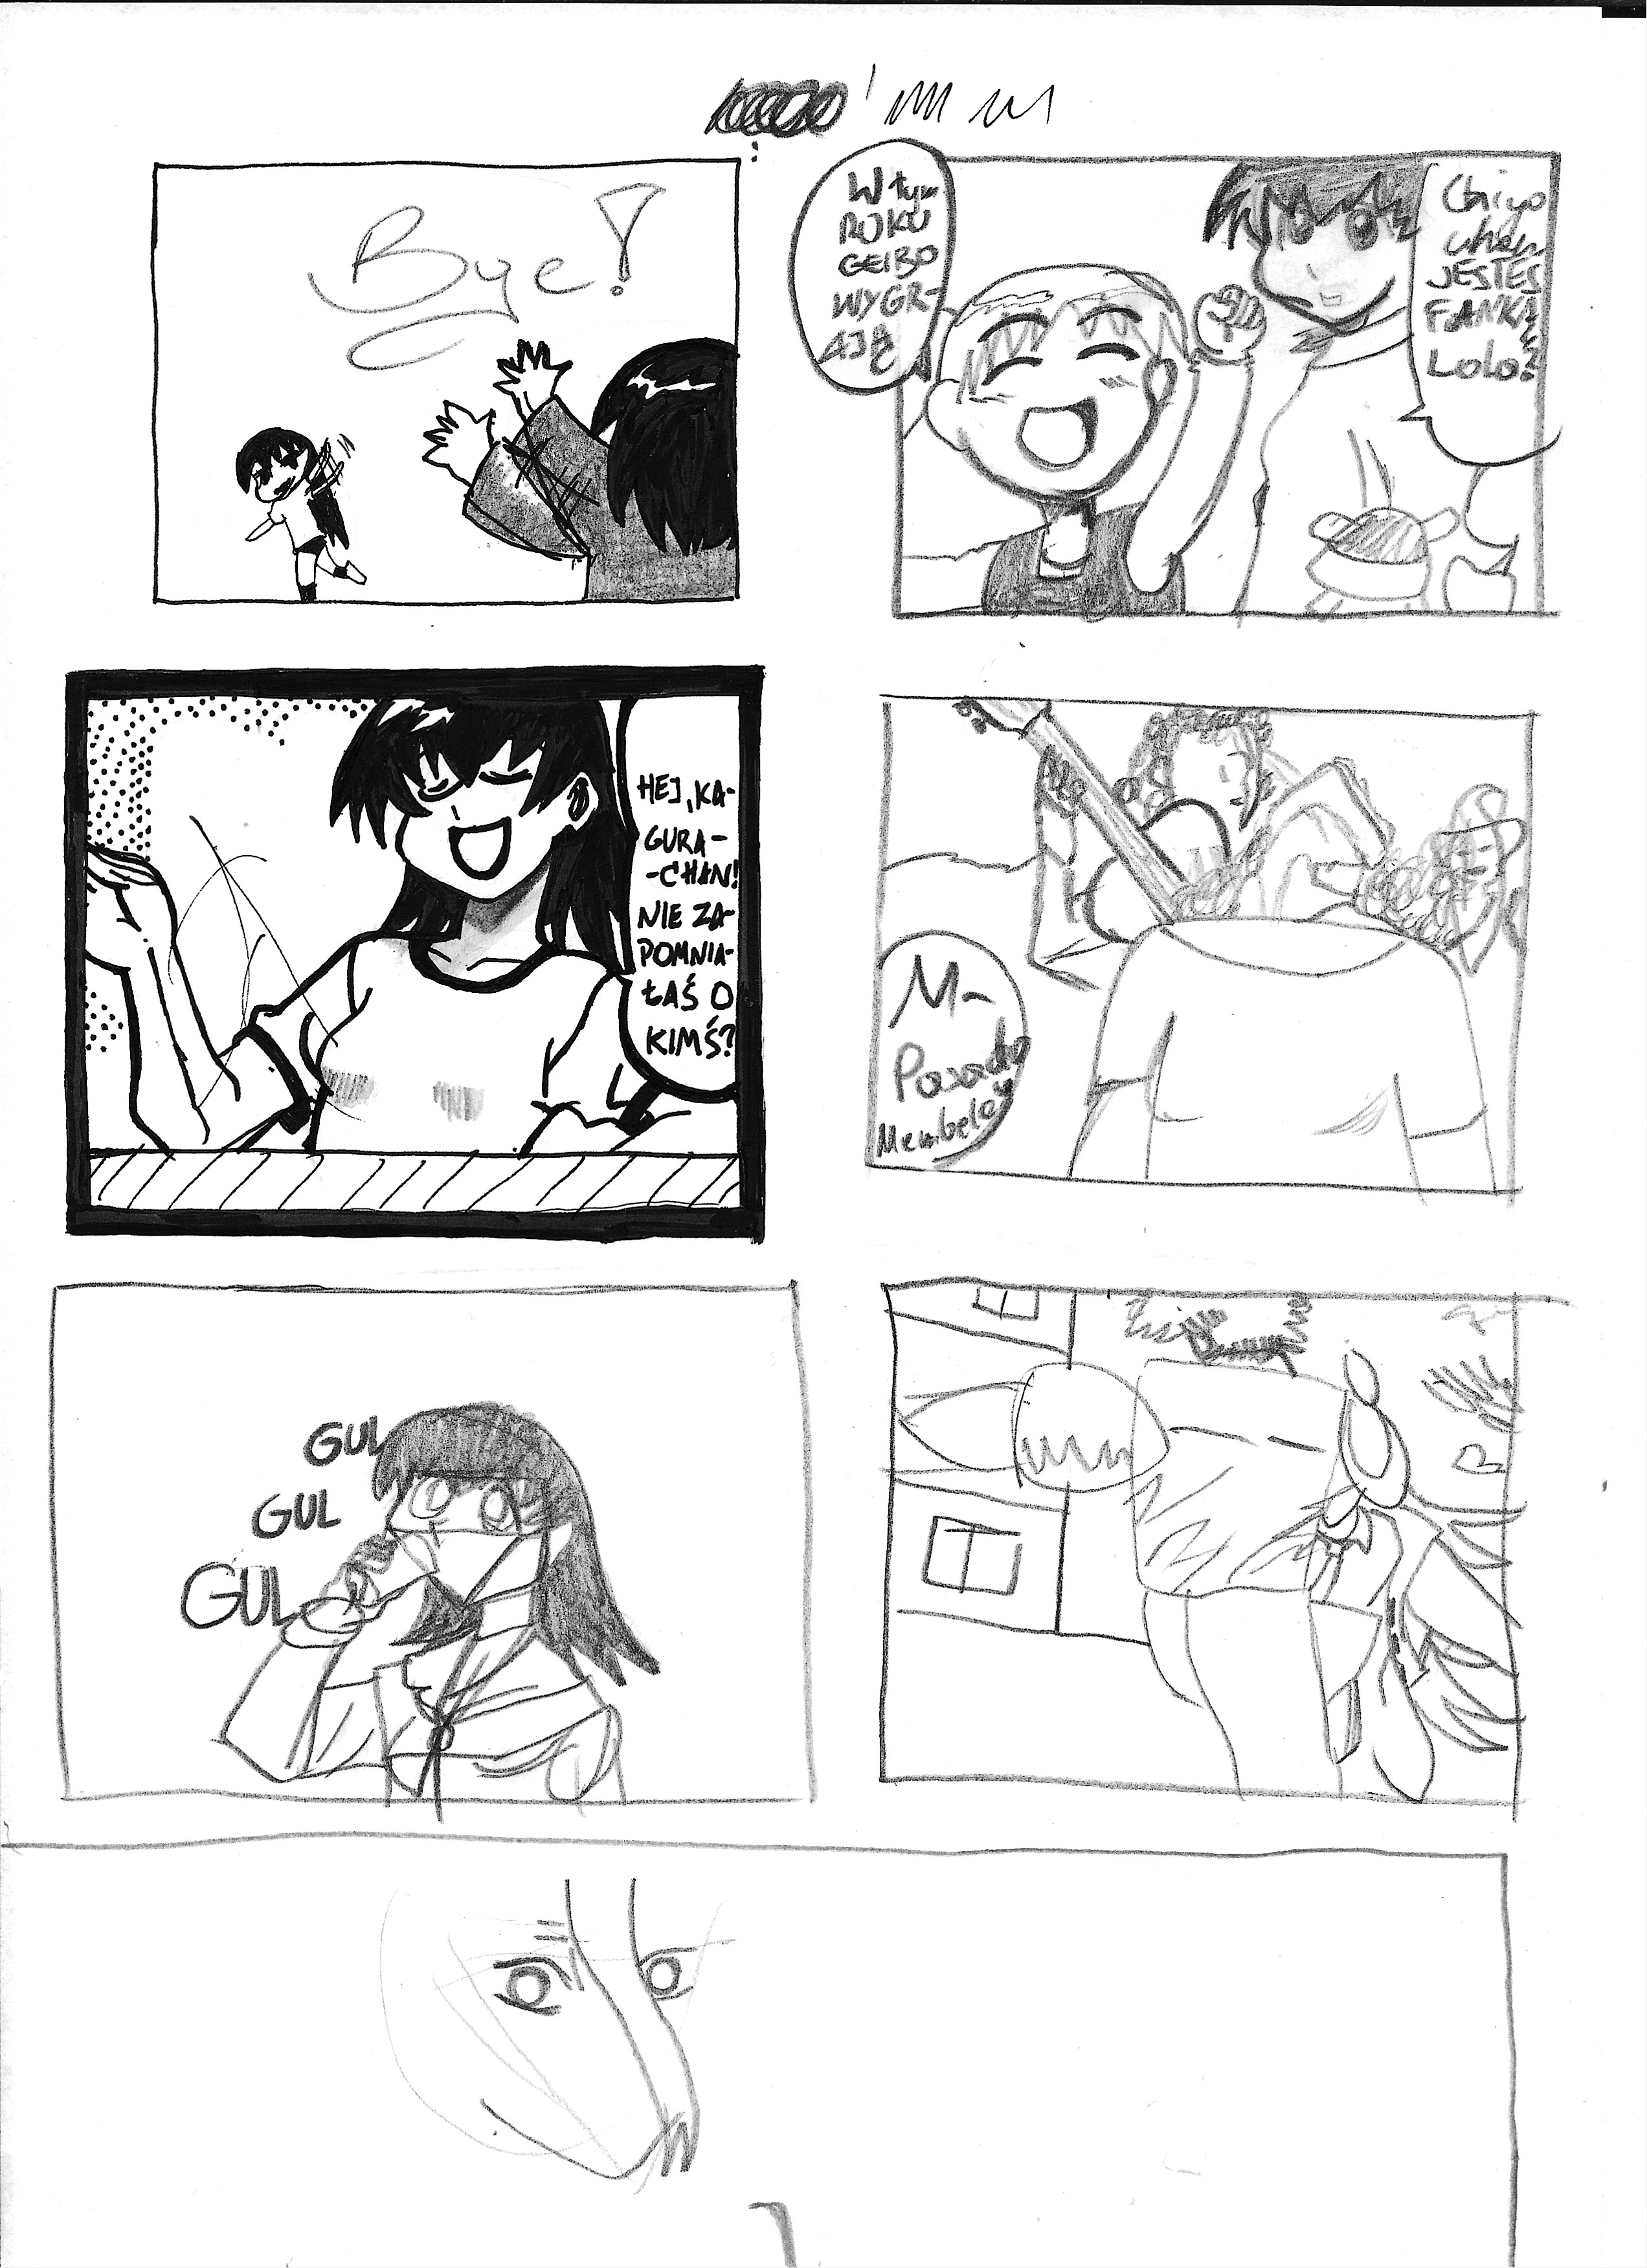 Bye!
W tym
ROKU
GEIBO
WYGR-
AJĄ
Chiyo
chan
JESTEŚ
FANKĄ
Lolo?
HEJ, KA-
GURA-
-CHAN!
NIE ZA-
POMNIA-
ŁAŚ O
KIMŚ?
M-
Posado
GUL
GUL
GUL